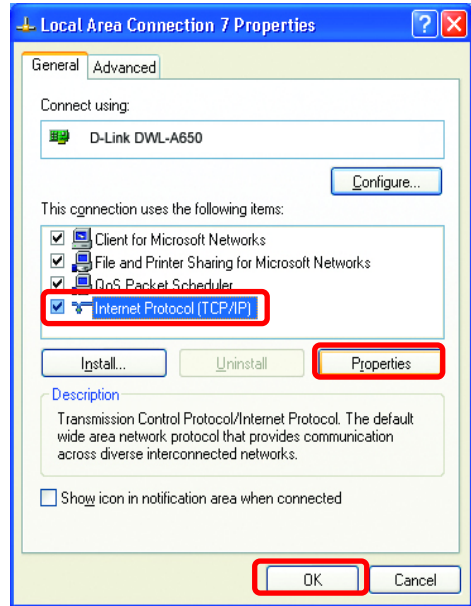 Local Area Connection 7 Properties
General Advanced
Connect using:
D-Link DWL-A650
Configure...
This connection uses the following items:
Client for Microsoft Networks
File and Printer Sharing for Microsoft Networks
QoS Packet Scheduler
Internet Protocol (TCP/IP)
Install... Uninstall Properties
Description
Transmission Control Protocol/Internet Protocol. The default
wide area network protocol that provides communication
across diverse interconnected networks.
Show icon in notification area when connected
OK Cancel